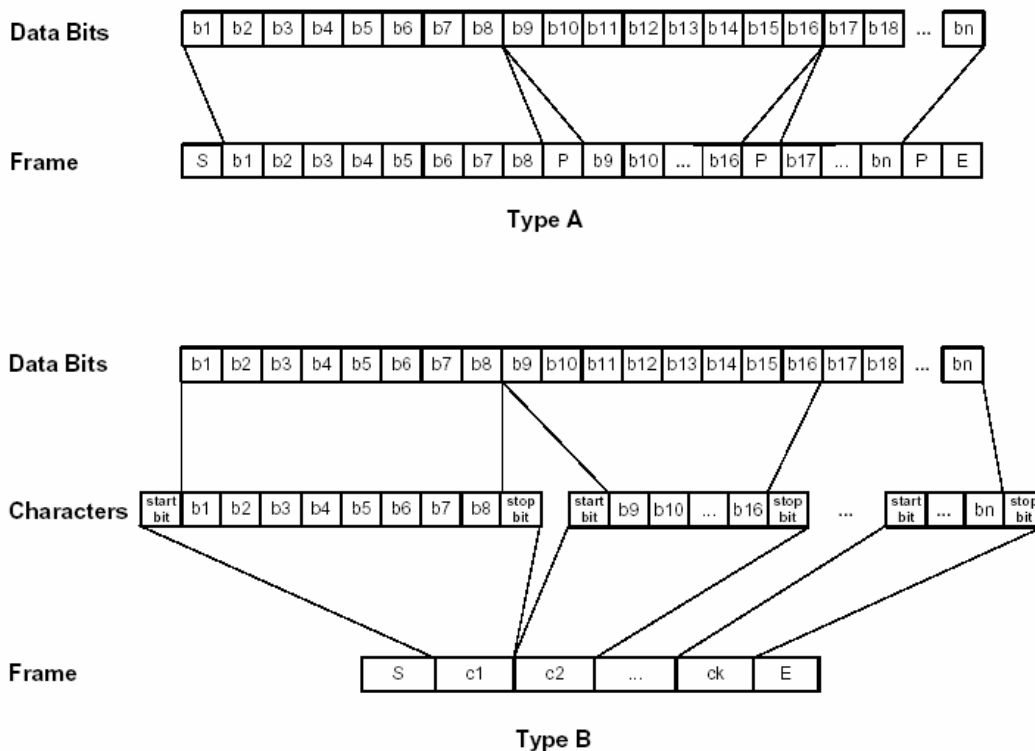 Data Bits b1 b2 b3 b4 b5 b6 b7 b8 b9 b10 b11 b12 b13 b14 b15 b16 b17 b18 ... bn
Frame S b1 b2 b3 b4 b5 b6 b7 b8 P b9 b10 ... b16 P b17 ... bn P E
Type A
Data Bits b1 b2 b3 b4 b5 b6 b7 b8 b9 b10 b11 b12 b13 b14 b15 b16 b17 b18 ... bn
Characters start bit b1 b2 b3 b4 b5 b6 b7 b8 stop bit start bit b9 b10 ... b16 stop bit ... start bit ... bn stop bit
Frame S c1 c2 ... ck E
Type B